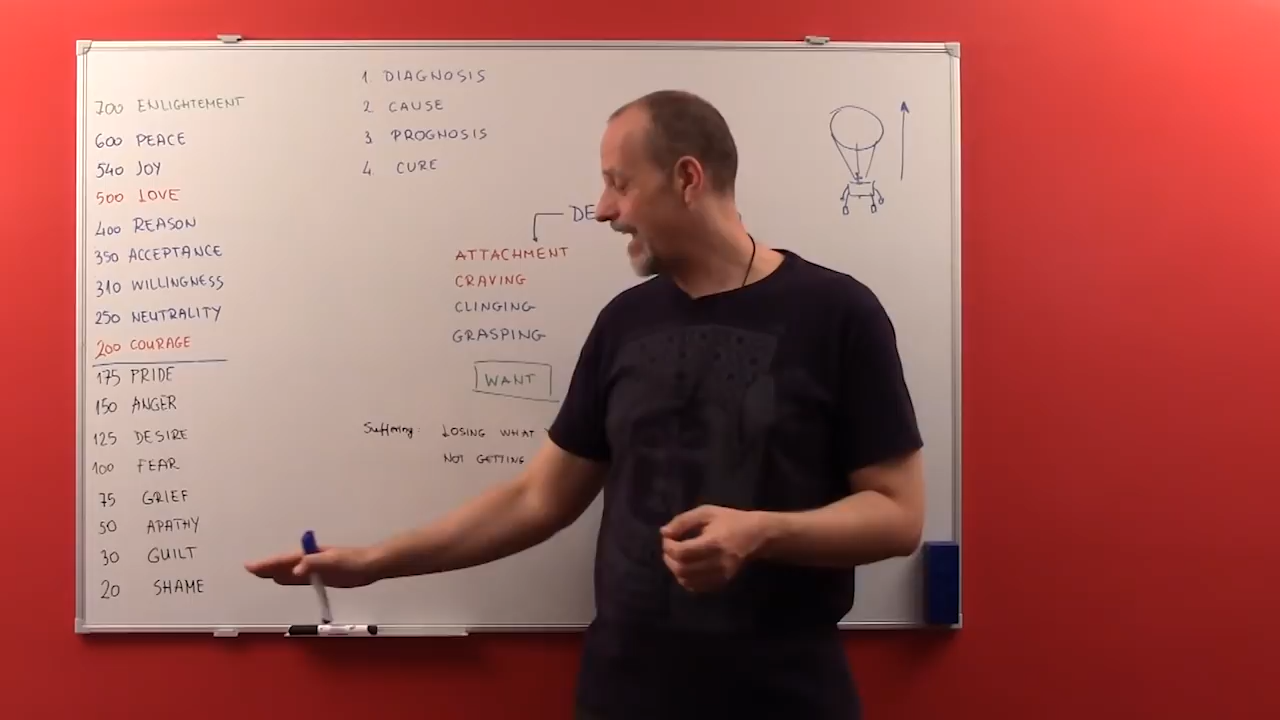 700 ENLIGHTEMENT
600 PEACE
540 JOY
500 LOVE
400 REASON
350 ACCEPTANCE
310 WILLINGNESS
250 NEUTRALITY
200 COURAGE
175 PRIDE
150 ANGER
125 DESIRE
100 FEAR
75 GRIEF
50 APATHY
30 GUILT
20 SHAME
1. DIAGNOSIS
2 CAUSE
3 PROGNOSIS
4. CURE
DE
ATTACHMENT
CRAVING
CLINGING
GRASPING
WANT
Suffering: LOSING WHAT
NOT GETTING